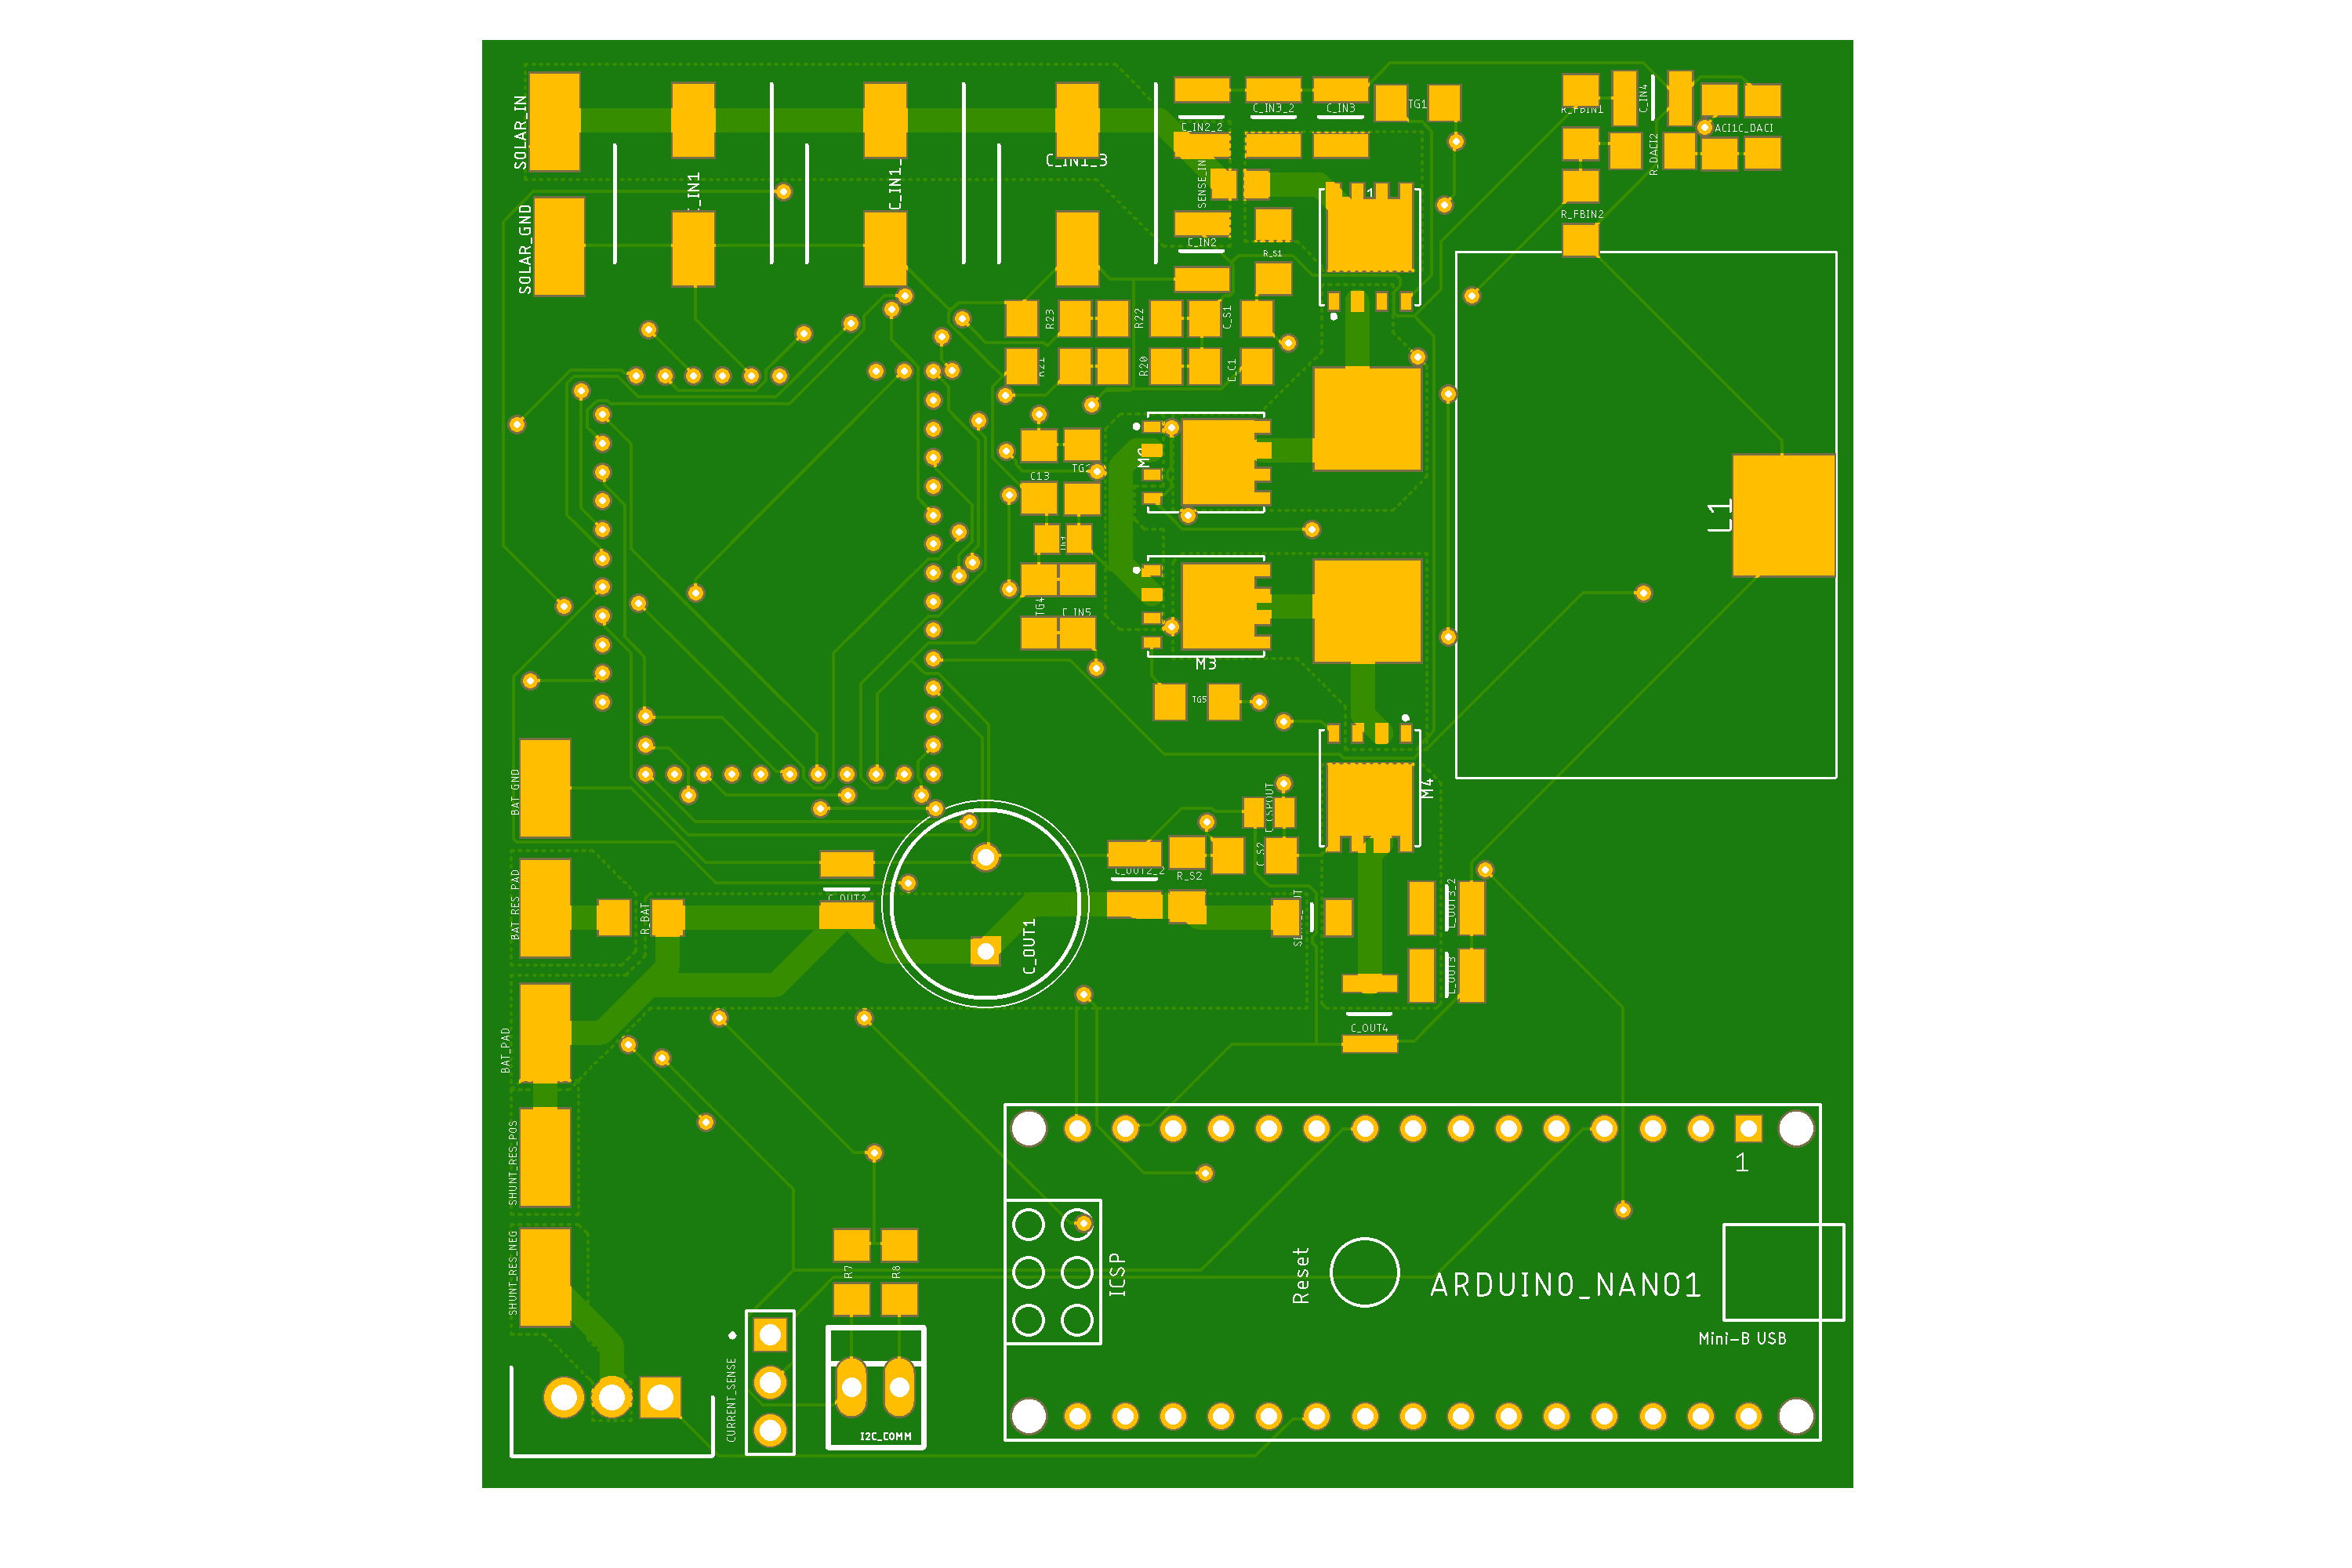 SOLAR_IN
C_IN1_3
C_IN2_2
C_IN3_2
C_IN3
TG1
R_FBIN1
C_IN4
R_DACI2
ACI1C_DACI
R_FBIN2
SOLAR_GND
C_IN1
C_IN1_
SENSE_IN
C_IN2
R_S1
R23
R22
C_S1
R21
R20
C_C1
C13
L1
TG4
C_IN5
M3
TG5
M4
BAT_GND
C_CSPOUT
C_S2
R_S2
C_OUT2_2
C_OUT2
BAT_RES_PAD
R_BAT
C_OUT1
C_OUT3_2
C_OUT3
C_OUT4
BAT_PAD
SHUNT_RES_POS
SHUNT_RES_NEG
1
ICSP
Reset
ARDUINO_NANO1
Mini-B USB
R7
R8
CURRENT_SENSE
I2C_COMM